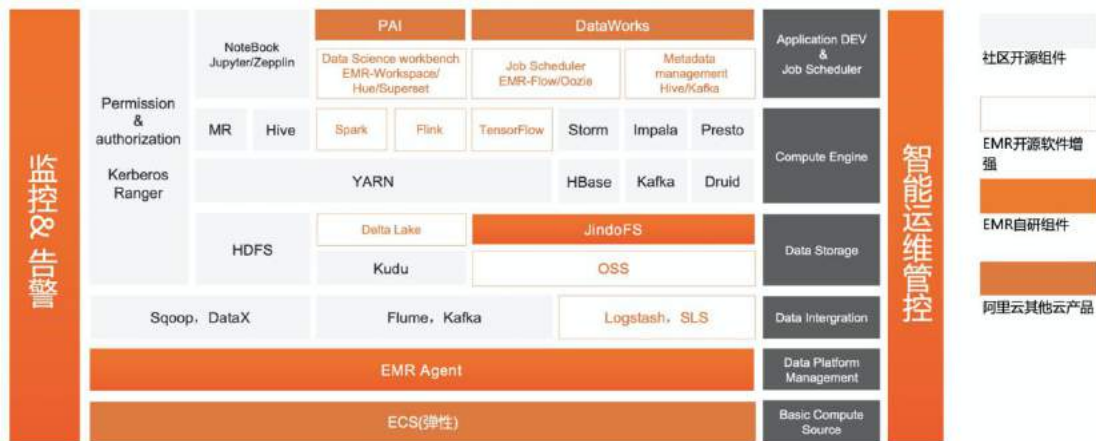 监控& 告警
Permission
&
authorization
Kerberos
Ranger
NoteBook
Jupyter/Zepplin
PAI
DataWorks
Data Science workbench
EMR-Workspace/
Hue/Superset
Job Scheduler
EMR-Flow/Oozie
Metadata
management
Hive/Kafka
Application DEV
&
Job Scheduler
MR
Hive
Spark
Flink
TensorFlow
Storm
Impala
Presto
YARN
HBase
Kafka
Druid
Compute Engine
HDFS
Delta Lake
JindoFS
Kudu
OSS
Data Storage
Sqoop，DataX
Flume，Kafka
Logstash，SLS
Data Intergration
EMR Agent
Data Platform
Management
ECS(弹性)
Basic Compute
Source
智能运维管控
社区开源组件
EMR开源软件增
强
EMR自研组件
阿里云其他云产品